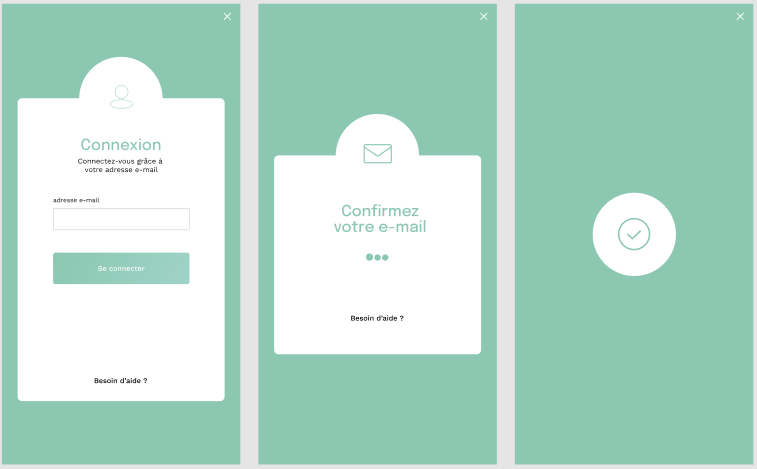 Connexion
Connectez-vous grâce à
votre adresse e-mail
adresse e-mail
Se connecter
Besoin d'aide ?
Confirmez
votre e-mail
Besoin d'aide ?